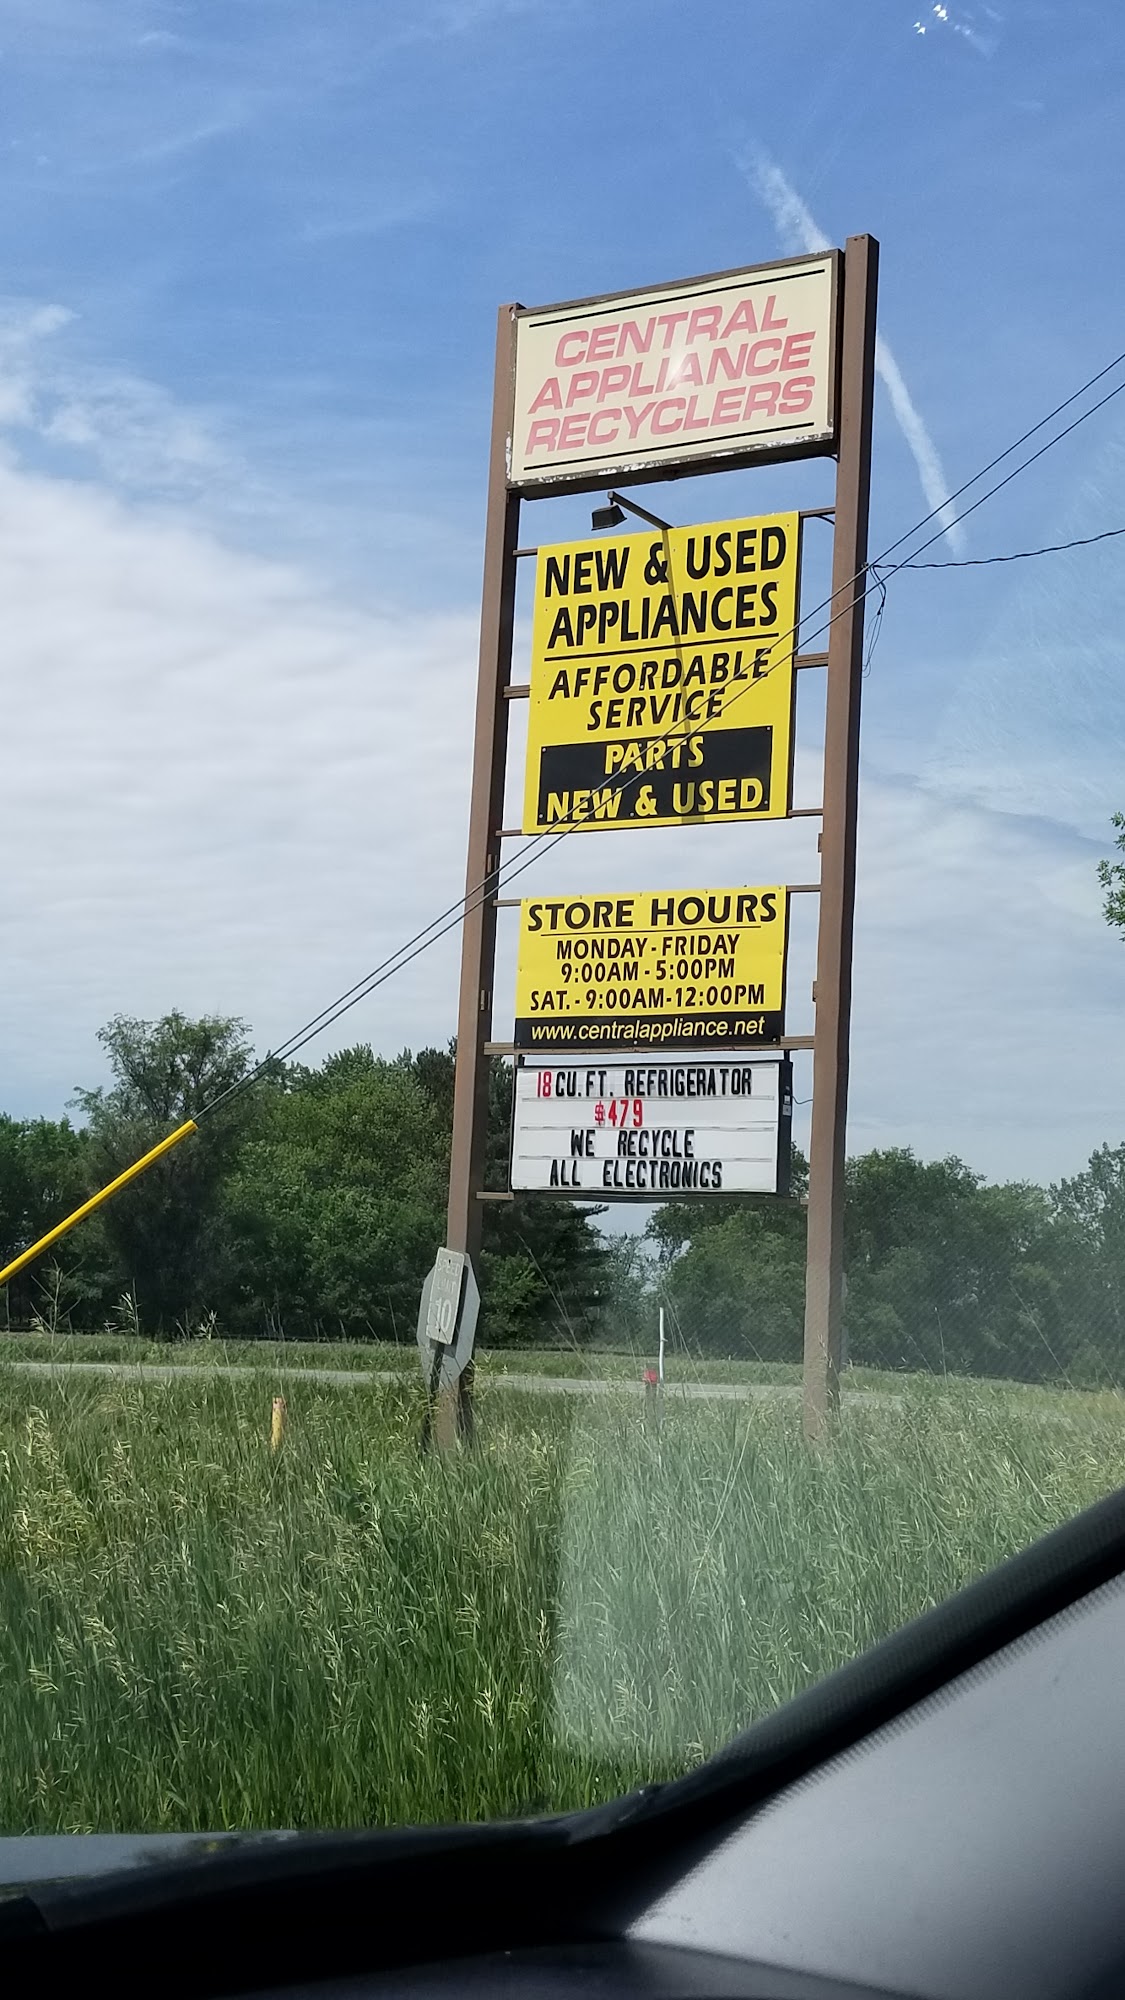 CENTRAL
APPLIANCE
RECYCLERS
NEW & USED
APPLIANCES
AFFORDABLE
SERVICE
PARTS
NEW & USED
STORE HOURS
MONDAY - FRIDAY
9:00AM - 5:00PM
SAT. - 9:00AM-12:00PM
www.centralappliance.net
18 CU.FT. REFRIGERATOR
$479
WE RECYCLE
ALL ELECTRONICS
10